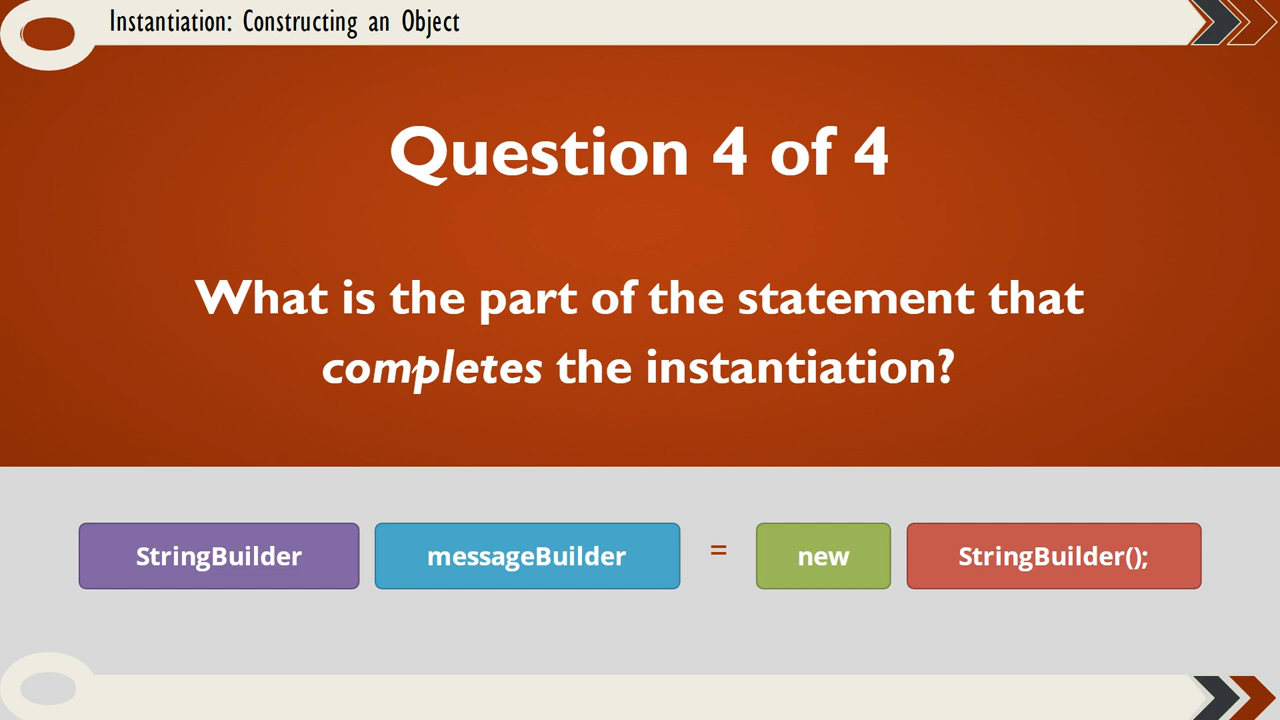 Instantiation: Constructing an Object
Question 4 of 4
What is the part of the statement that
completes the instantiation?
StringBuilder messageBuilder = new StringBuilder();